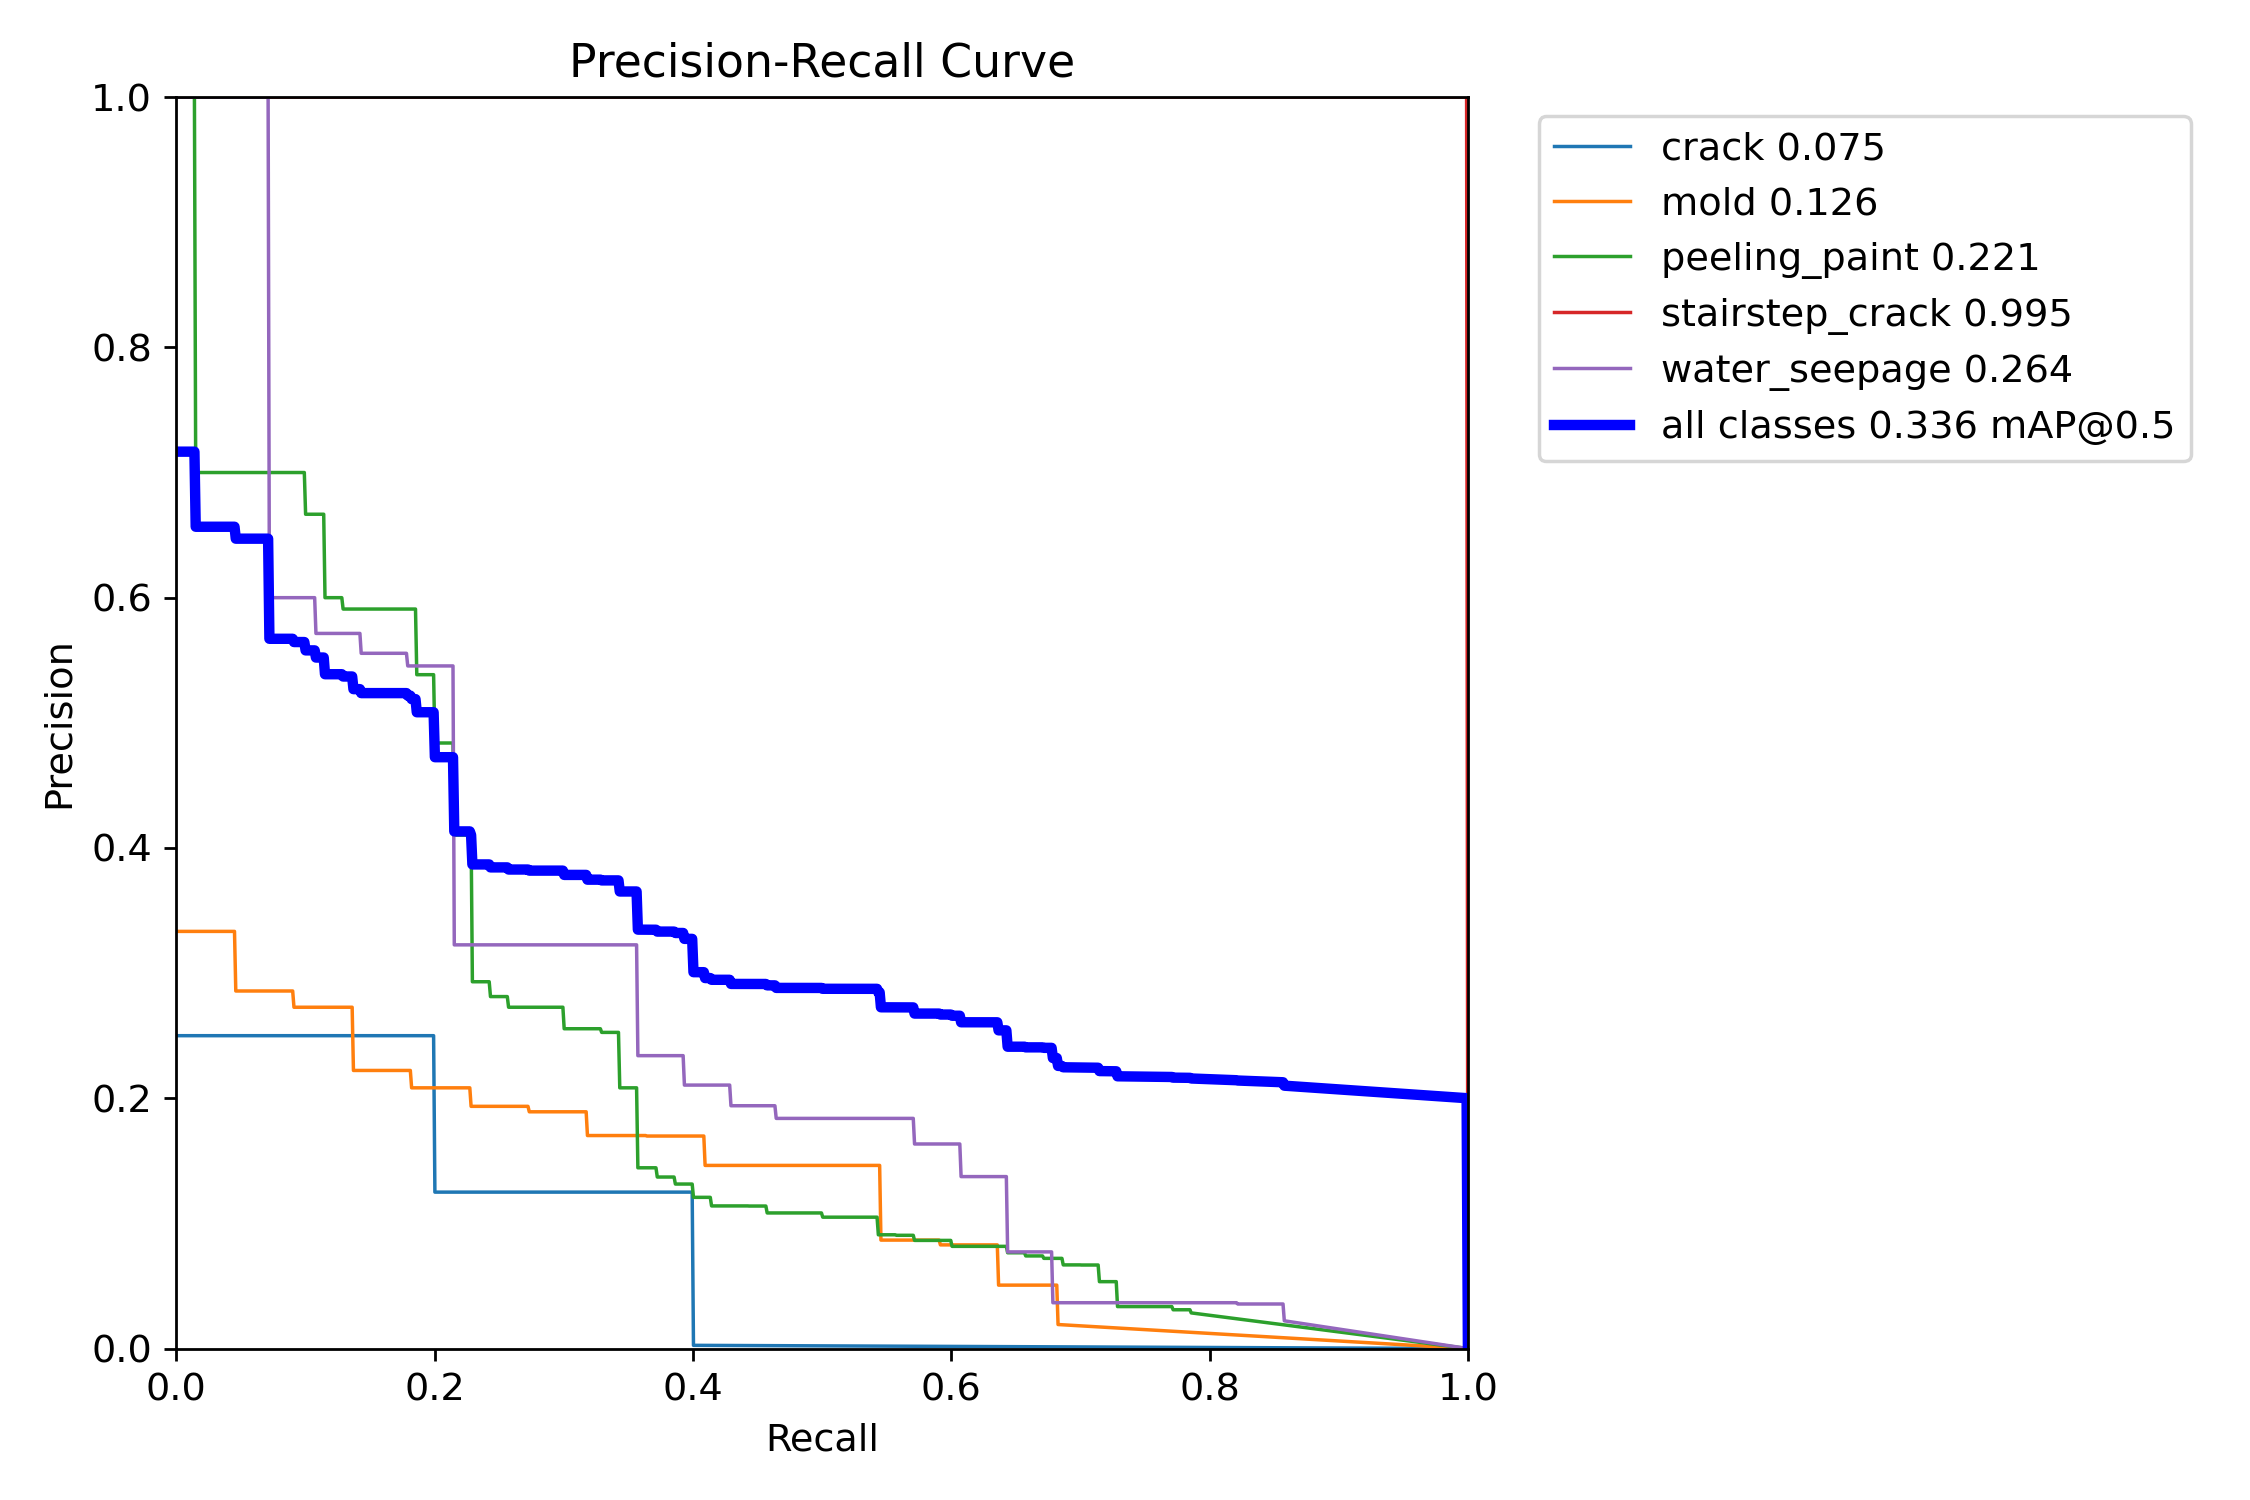 Precision-Recall Curve
1.0
0.8
0.6
0.4
0.2
0.0
Precision
0.0 0.2 0.4 0.6 0.8 1.0
Recall
crack 0.075
mold 0.126
peeling_paint 0.221
stairstep_crack 0.995
water_seepage 0.264
all classes 0.336 mAP@0.5